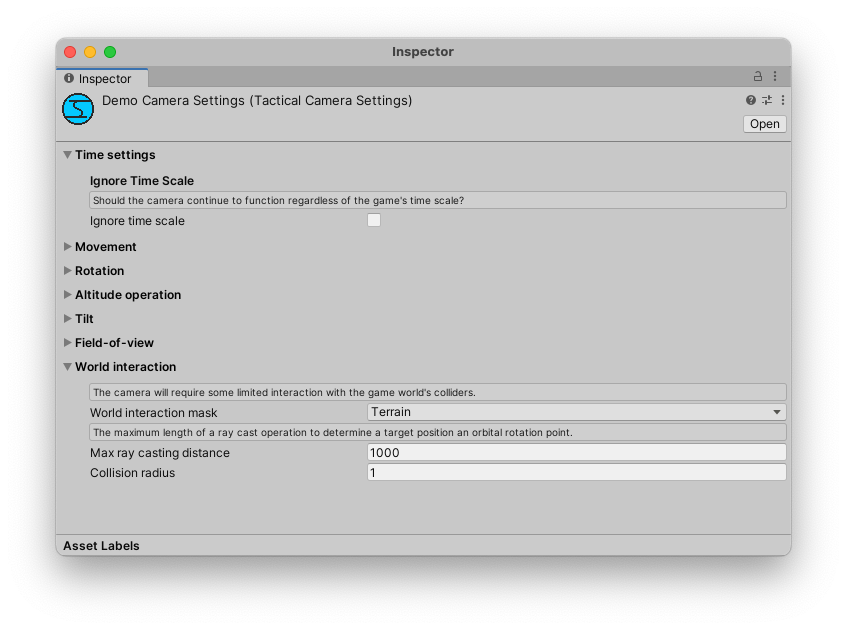 Inspector
Inspector
Demo Camera Settings (Tactical Camera Settings)
Open
Time settings
Ignore Time Scale
Should the camera continue to function regardless of the game's time scale?
Ignore time scale
Movement
Rotation
Altitude operation
Tilt
Field-of-view
World interaction
The camera will require some limited interaction with the game world's colliders.
World interaction mask Terrain
The maximum length of a ray cast operation to determine a target position an orbital rotation point.
Max ray casting distance 1000
Collision radius 1
Asset Labels